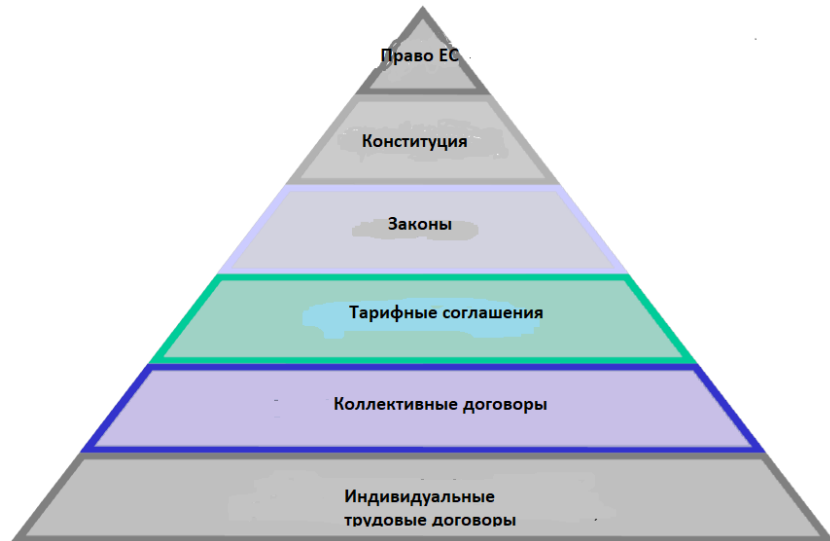 Право ЕС
Конституция
Законы
Тарифные соглашения
Коллективные договоры
Индивидуальные
трудовые договоры